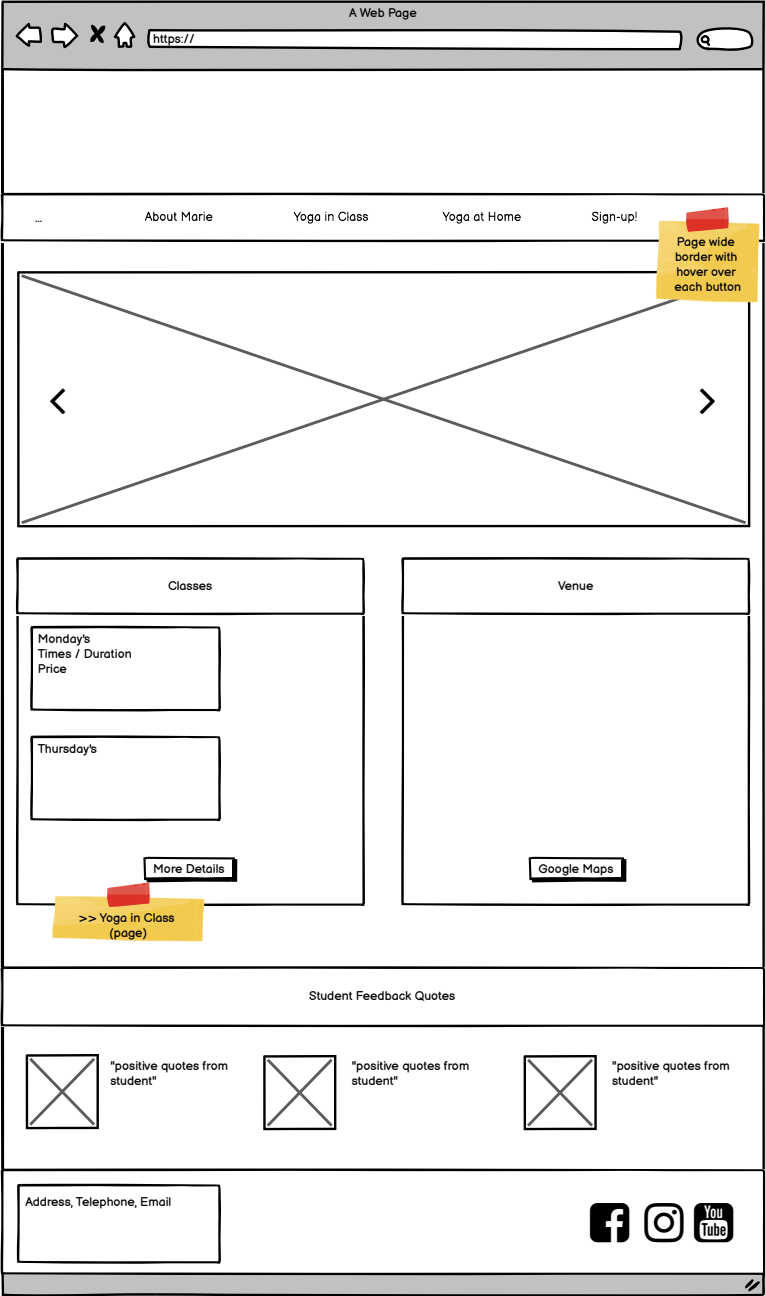 A Web Page
https://
...
About Marie
Yoga in Class
Yoga at Home
Sign-up!
Page wide
border with
hover over
each button
Classes
Venue
Monday's
Times / Duration
Price
Thursday's
More Details
Google Maps
>> Yoga in Class
(page)
Student Feedback Quotes
"positive quotes from
student"
"positive quotes from
student"
"positive quotes from
student"
Address, Telephone, Email
You
Tube